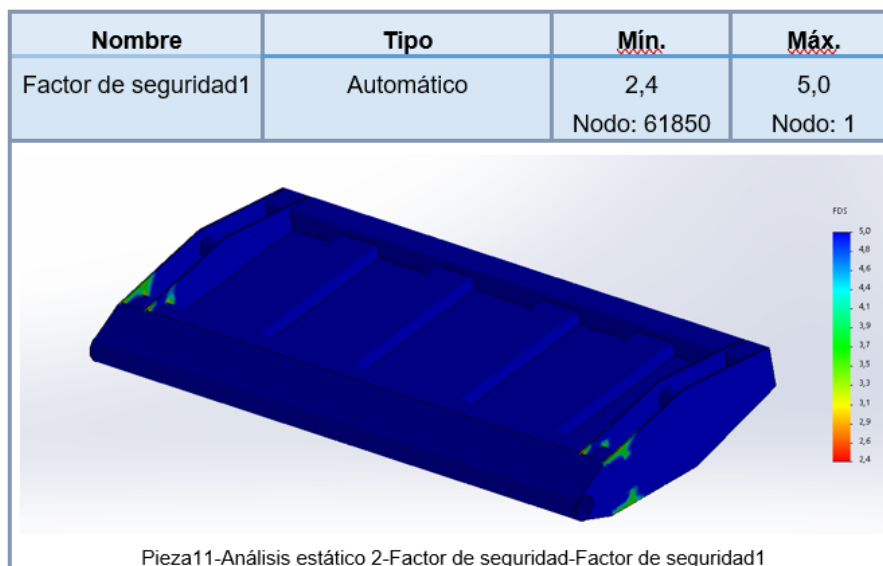 Nombre Tipo Mín. Máx.
Factor de seguridad1 Automático 2,4 5,0
Nodo: 61850 Nodo: 1
FDS
5,0
4,8
4,6
4,4
4,1
3,9
3,7
3,5
3,3
3,1
2,9
2,6
2,4
Pieza11-Análisis estático 2-Factor de seguridad-Factor de seguridad1